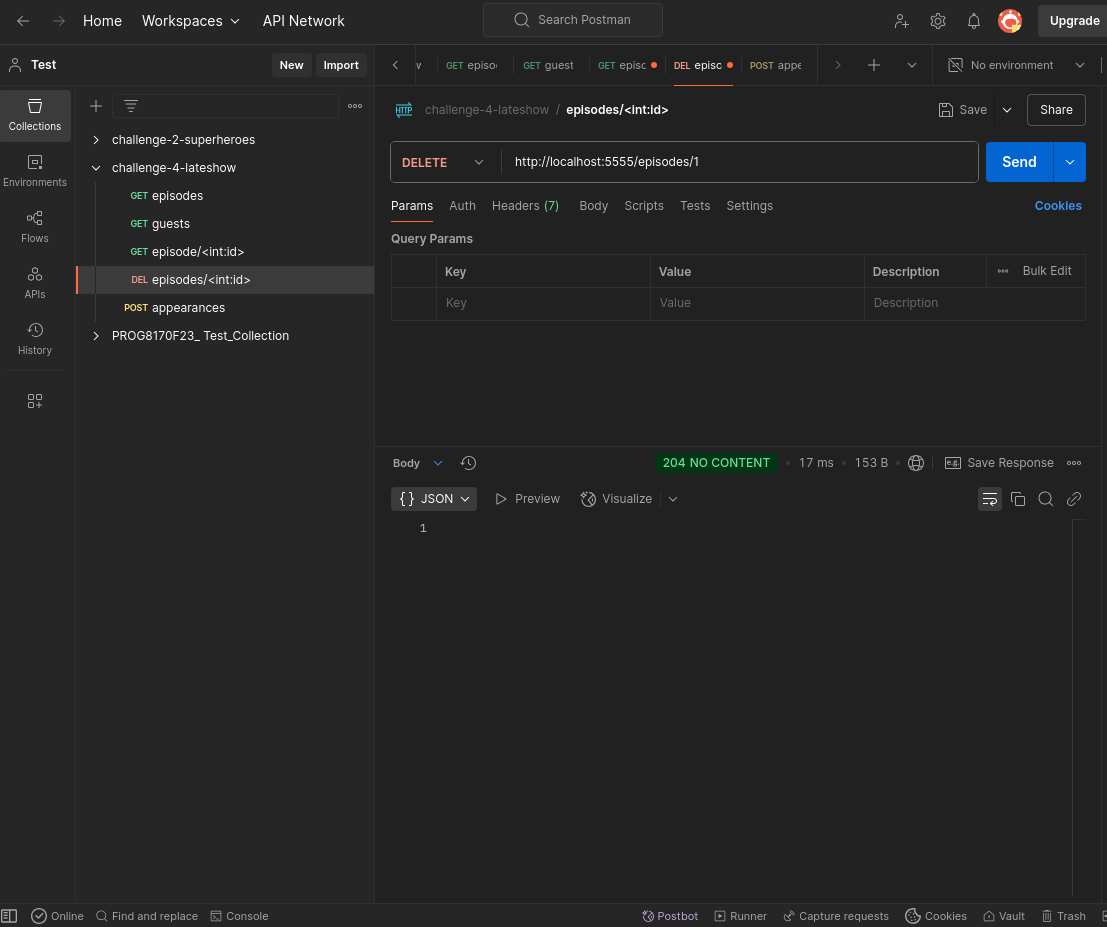 Home Workspaces API Network Search Postman Upgrade
Test New Import
GET episo GET guest GET episc DEL episc POST appe No environment
Collections
Environments
Flows
APIs
History
challenge-2-superheroes
challenge-4-lateshow
GET episodes
GET guests
GET episode/<int:id>
DEL episodes/<int:id>
POST appearances
PROG8170F23_ Test_Collection
HTTP challenge-4-lateshow / episodes/<int:id> Save Share
DELETE http://localhost:5555/episodes/1 Send
Params Auth Headers (7) Body Scripts Tests Settings Cookies
Query Params
Key Value Description Bulk Edit
Key Value Description
Body 204 NO CONTENT 17 ms 153 B e.g. Save Response
{} JSON Preview Visualize
1
Online Find and replace Console Postbot Runner Capture requests Cookies Vault Trash